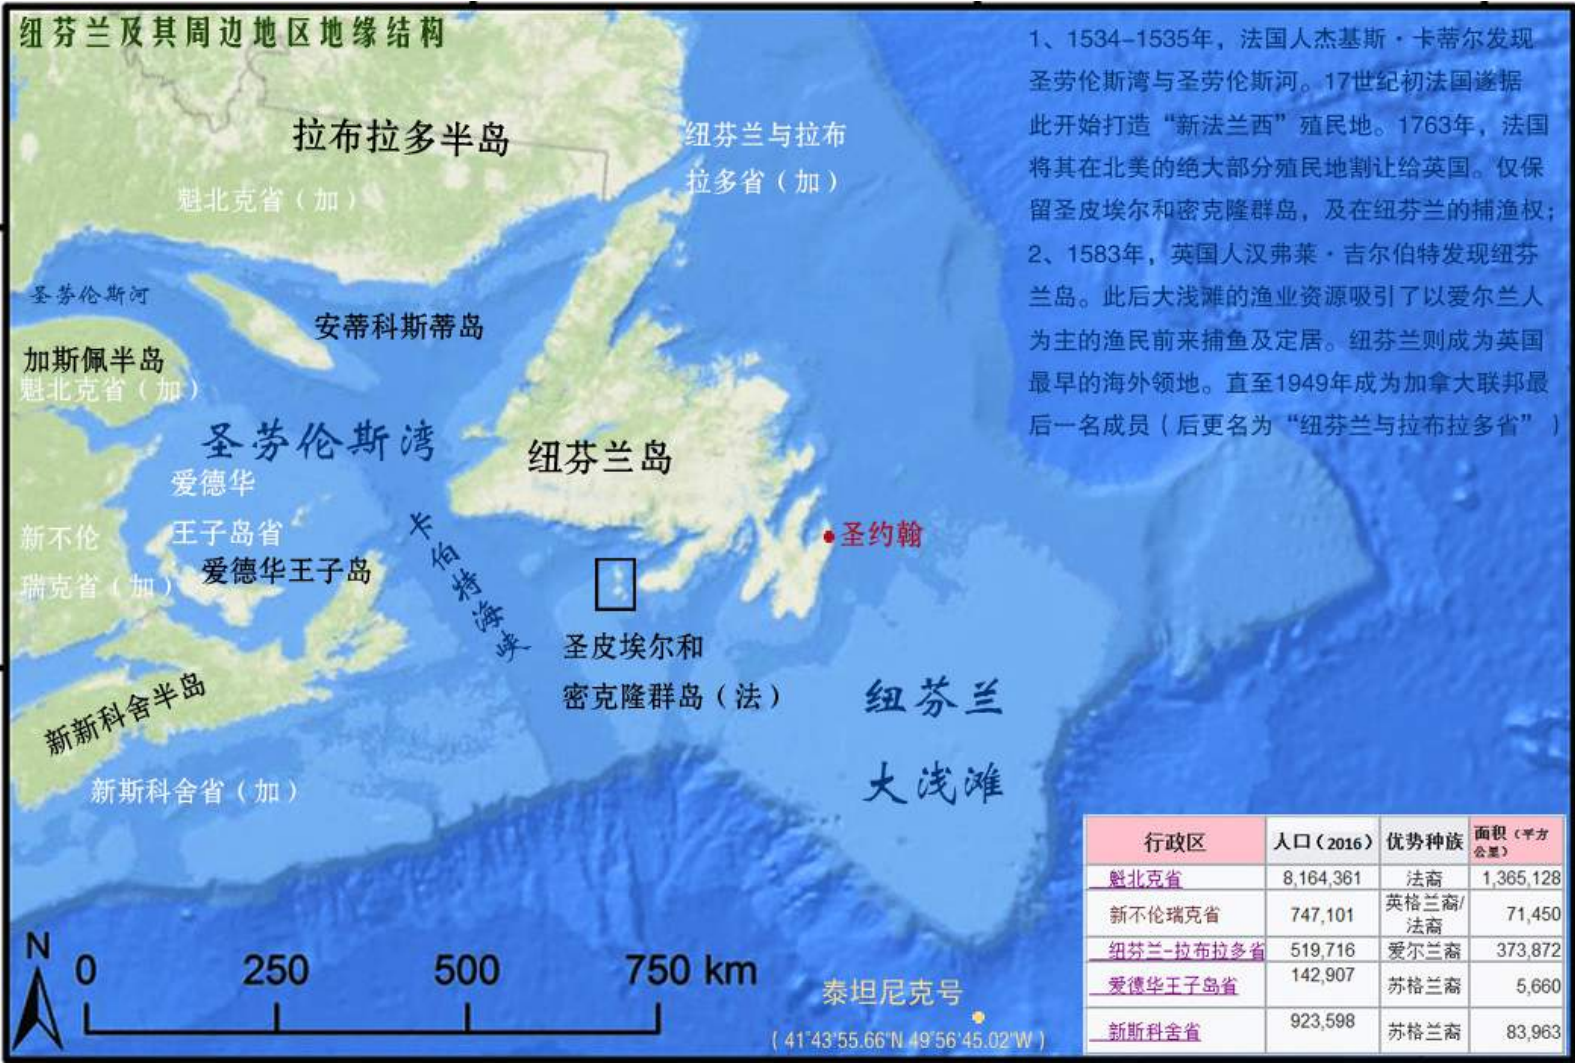 纽芬兰及其周边地区地缘结构
1、1534-1535年，法国人杰基斯·卡蒂尔发现
圣劳伦斯湾与圣劳伦斯河。17世纪初法国遂据
此开始打造“新法兰西”殖民地。1763年，法国
将其在北美的绝大部分殖民地割让给英国。仅保
留圣皮埃尔和密克隆群岛，及在纽芬兰的捕渔权；
2、1583年，英国人汉弗莱·吉尔伯特发现纽芬
兰岛。此后大浅滩的渔业资源吸引了以爱尔兰人
为主的渔民前来捕鱼及定居。纽芬兰则成为英国
最早的海外领地。直至1949年成为加拿大联邦最
后一名成员（后更名为“纽芬兰与拉布拉多省”）
拉布拉多半岛
纽芬兰与拉布
拉多省（加）
魁北克省（加）
圣劳伦斯河
安蒂科斯蒂岛
加斯佩半岛
魁北克省（加）
圣劳伦斯湾
纽芬兰岛
爱德华
王子岛省
新不伦
瑞克省（加）
爱德华王子岛
卡伯特海峡
圣约翰
圣皮埃尔和
密克隆群岛（法）
新新科舍半岛
新斯科舍省（加）
纽芬兰
大浅滩
N
0 250 500 750 km
泰坦尼克号
（41°43'55.66"N 49°56'45.02"W）
行政区 人口（2016） 优势种族 面积（平方公里）
魁北克省 8,164,361 法裔 1,365,128
新不伦瑞克省 747,101 英格兰裔/法裔 71,450
纽芬兰-拉布拉多省 519,716 爱尔兰裔 373,872
爱德华王子岛省 142,907 苏格兰裔 5,660
新斯科舍省 923,598 苏格兰裔 83,963